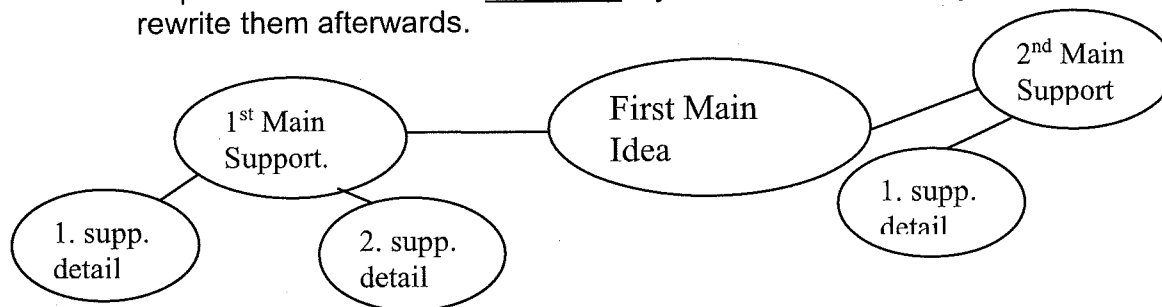 rewrite them afterwards.
1st Main
Support.
First Main
Idea
2nd Main
Support
1. supp.
detail
2. supp.
detail
1. supp.
detail